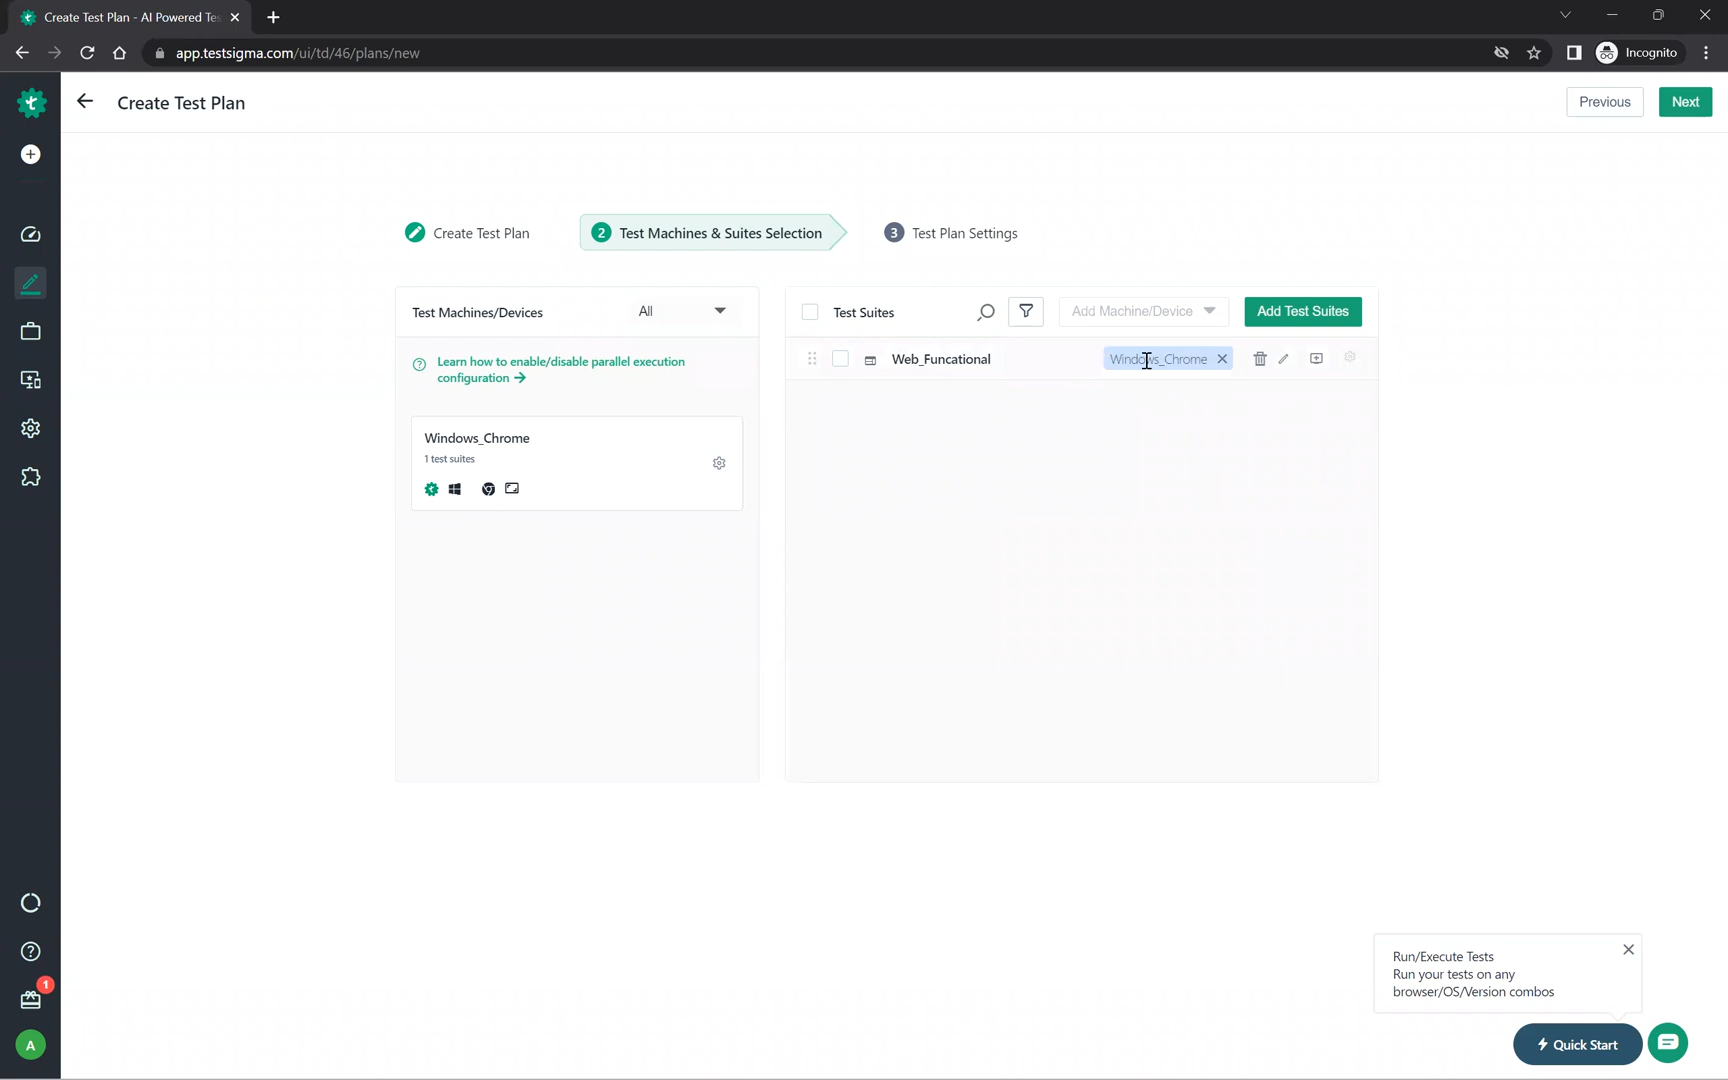 Create Test Plan - AI Powered Tes
app.testsigma.com/ui/td/46/plans/new
Incognito
Create Test Plan
Previous
Next
Create Test Plan
2 Test Machines & Suites Selection
3 Test Plan Settings
Test Machines/Devices
All
Learn how to enable/disable parallel execution
configuration →
Windows_Chrome
1 test suites
Test Suites
Add Machine/Device
Add Test Suites
Web_Funcational
Windows_Chrome
Run/Execute Tests
Run your tests on any
browser/OS/Version combos
Quick Start
1
A